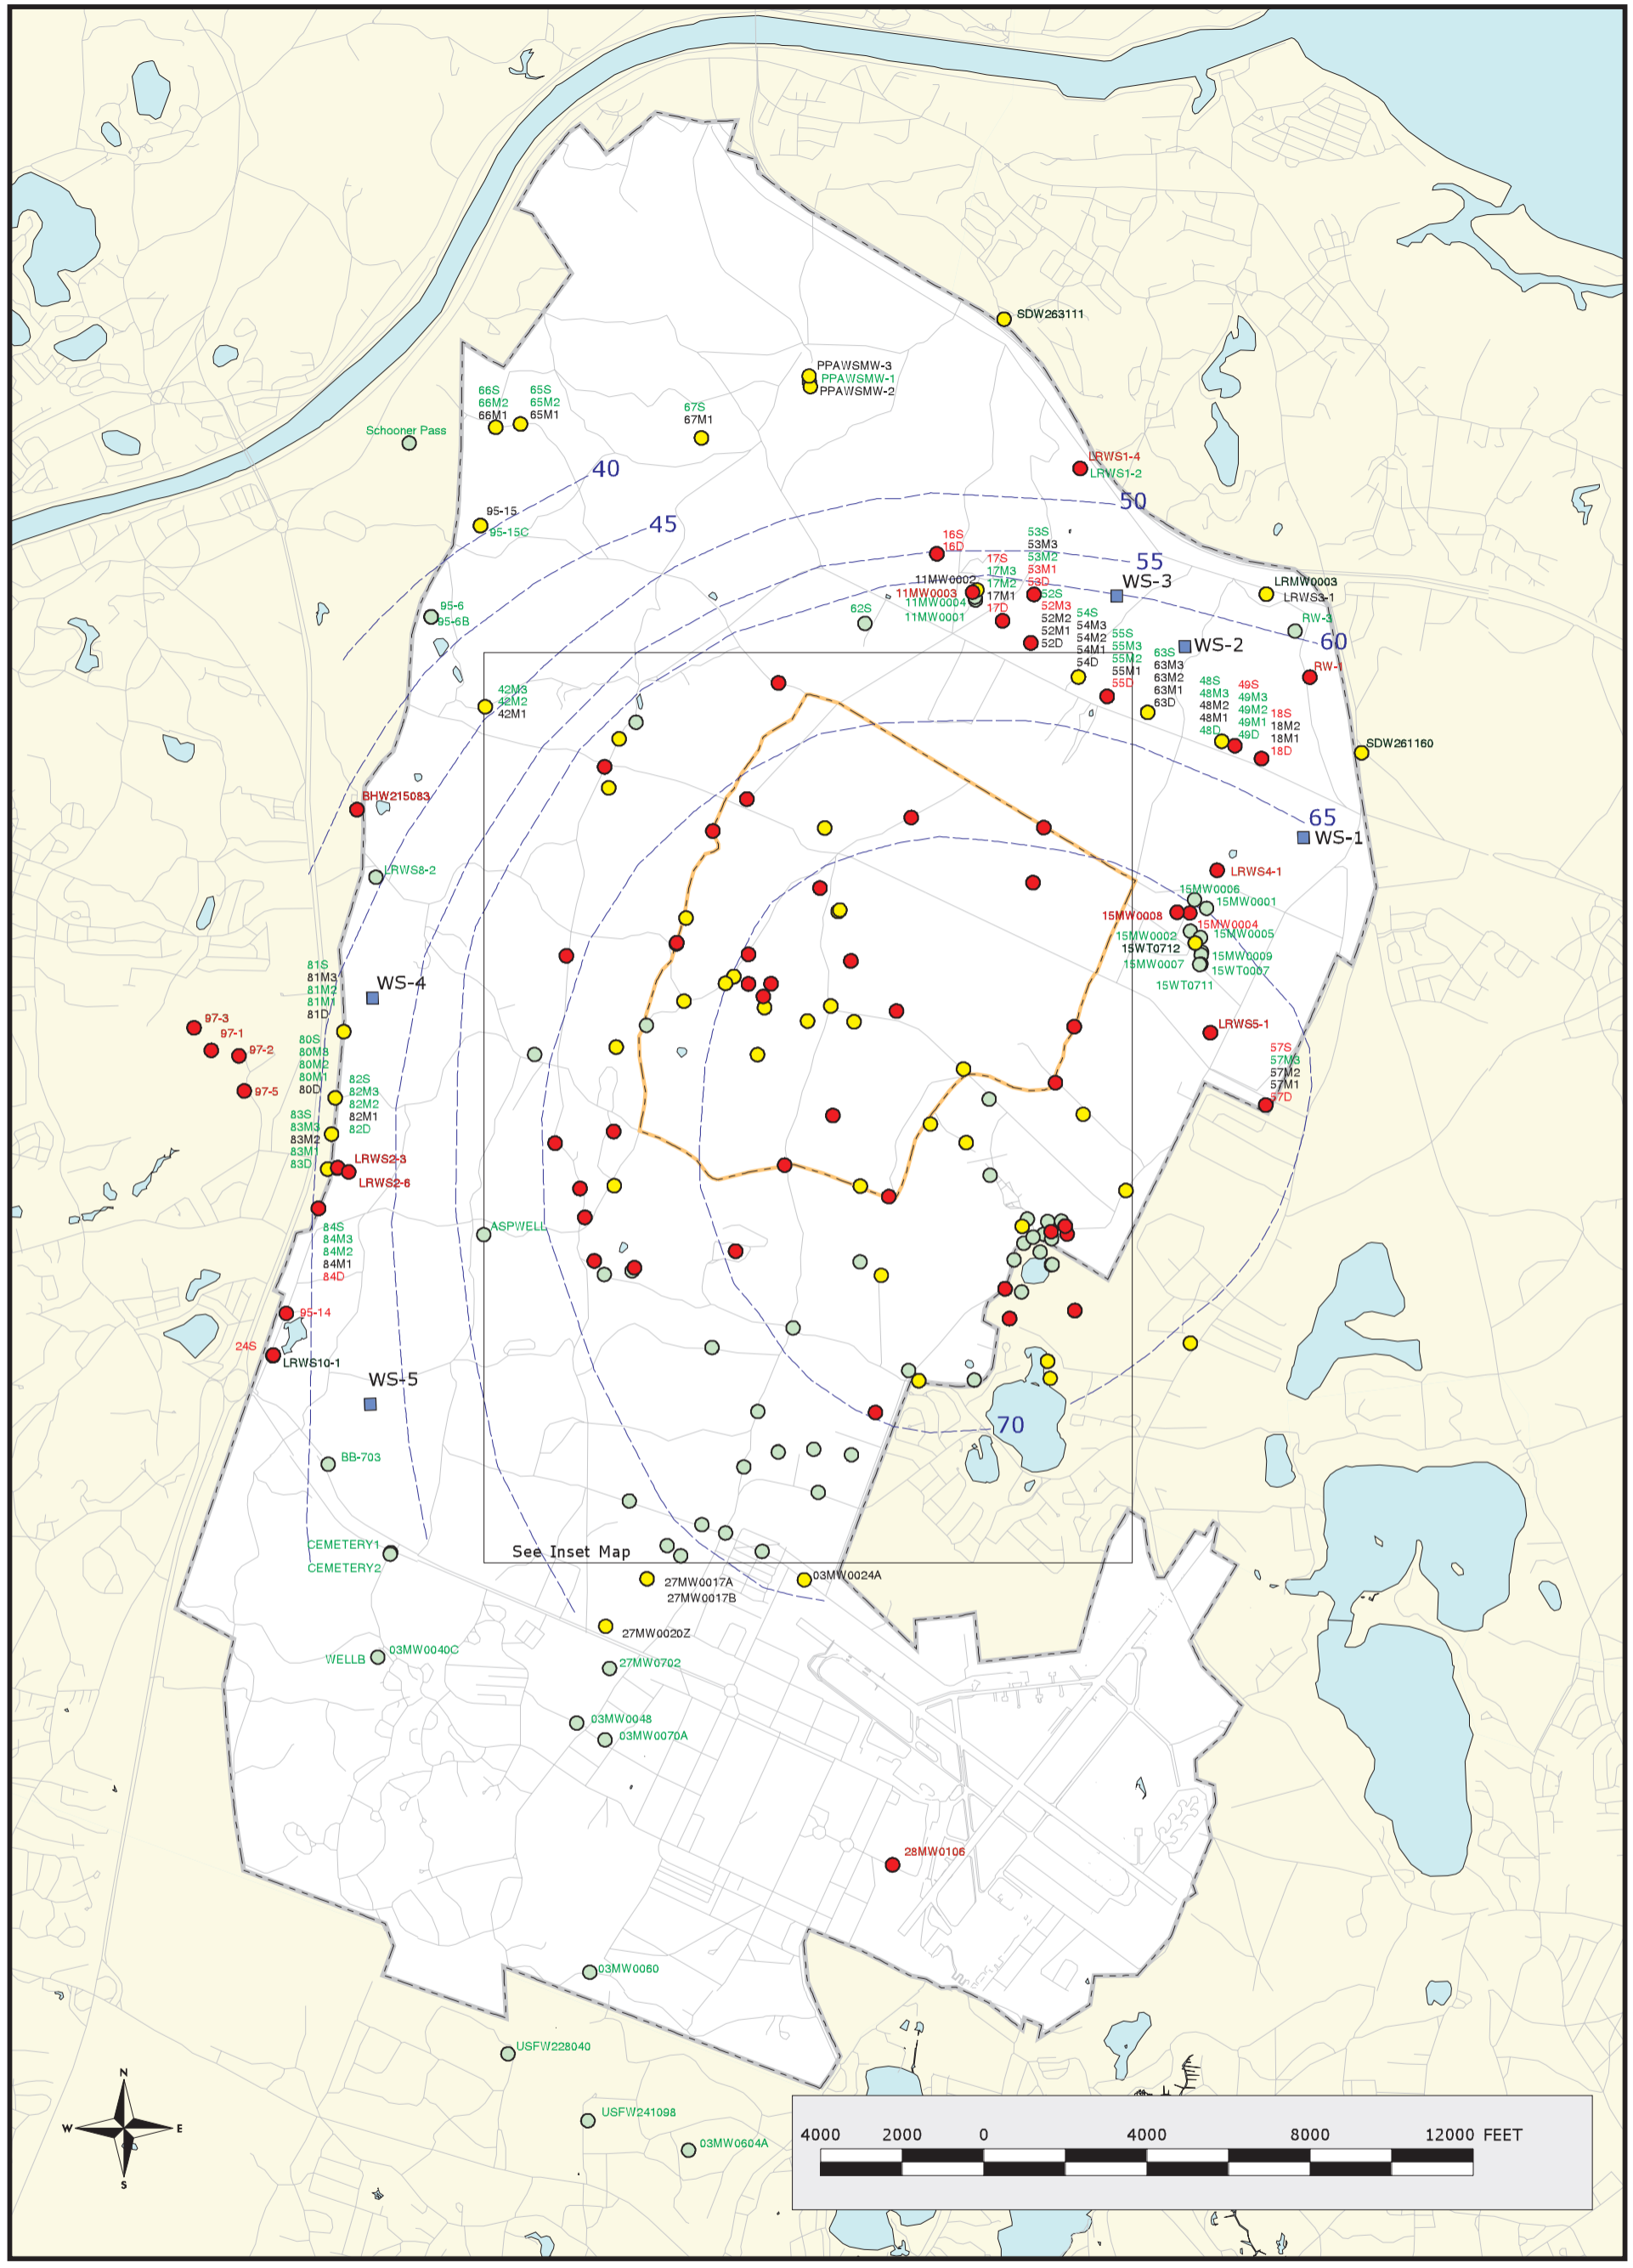 SDW263111
PPAWSMW-3
PPAWSMW-1
PPAWSMW-2
66S
66M2
66M1
65S
65M2
65M1
67S
67M1
Schooner Pass
40
LRWS1-4
LRWS1-2
95-15
95-15C
45
50
55
16S
16D
53S
53M3
53M2
53M1
53D
17S
17M3
17M2
17M1
17D
11MW0002
11MW0003
11MW0004
11MW0001
WS-3
LRMW0003
LRWS3-1
RW-3
60
95-6
95-6B
62S
52S
52M3
52M2
52M1
52D
54S
54M3
54M2
54M1
54D
55S
55M3
55M2
55M1
55D
WS-2
63S
63M3
63M2
63M1
63D
RW-1
48S
48M3
48M2
48M1
48D
49S
49M3
49M2
49M1
49D
18S
18M2
18M1
18D
SDW261160
42M3
42M2
42M1
BHW215083
65
WS-1
LRWS8-2
LRWS4-1
15MW0006
15MW0001
15MW0008
15MW0004
15MW0002
15MW0005
15WT0712
15MW0009
15MW0007
15WT0007
15WT0711
81S
81M3
81M2
81M1
81D
WS-4
97-3
97-1
97-2
97-5
80S
80M3
80M2
80M1
80D
82S
82M3
82M2
82M1
82D
83S
83M3
83M2
83M1
83D
LRWS2-3
LRWS2-6
LRWS5-1
57S
57M3
57M2
57M1
57D
84S
84M3
84M2
84M1
84D
ASPWELL
95-14
24S
LRWS10-1
WS-5
70
BB-703
CEMETERY1
CEMETERY2
See Inset Map
27MW0017A
27MW0017B
03MW0024A
27MW0020Z
WELLB
03MW0040C
27MW0702
03MW0048
03MW0070A
28MW0106
03MW0060
USFW228040
USFW241098
03MW0604A
N
W
E
S
4000 2000 0 4000 8000 12000 FEET